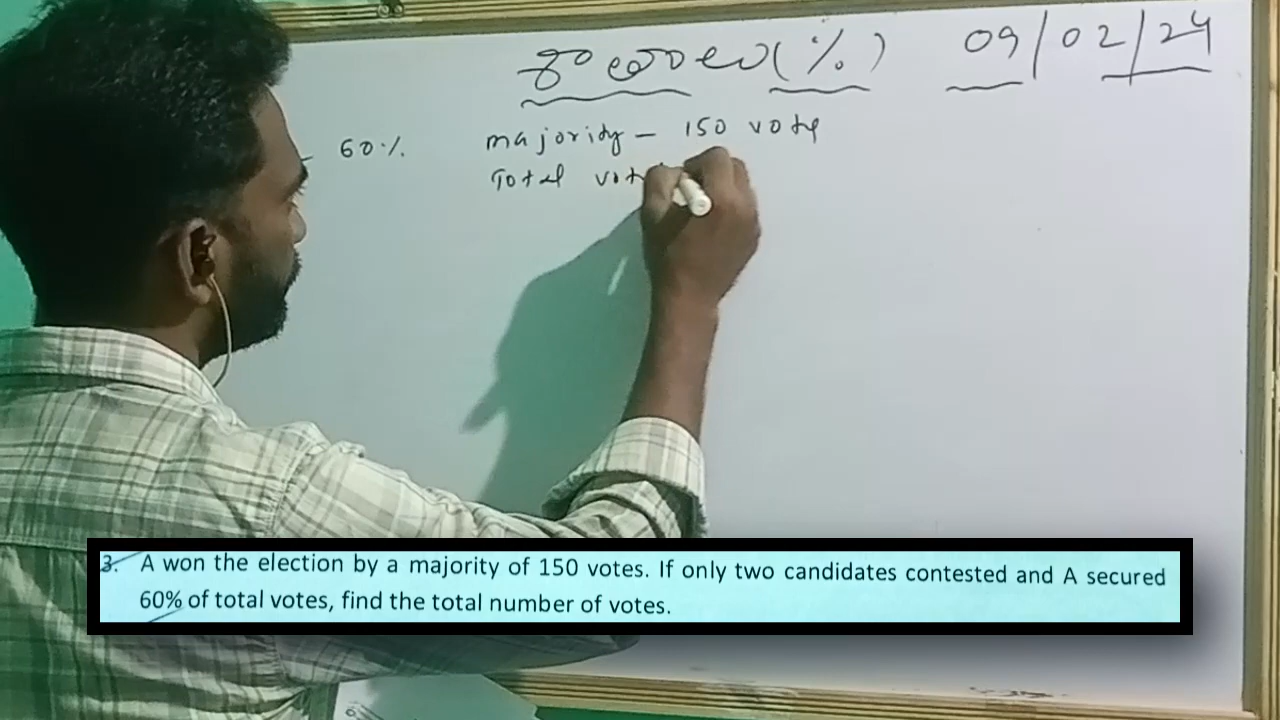 (%) 09/02/24
60% majority - 150 vote
Total vot
3. A won the election by a majority of 150 votes. If only two candidates contested and A secured
60% of total votes, find the total number of votes.